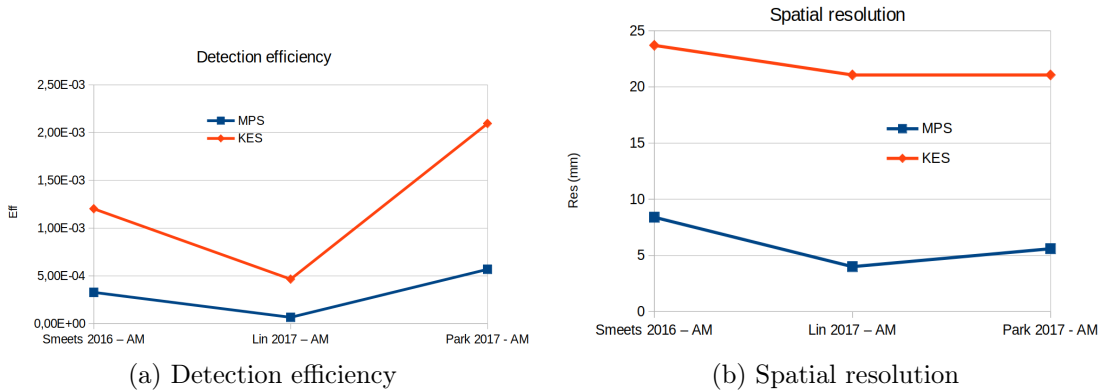 Detection efficiency
2,50E-03
2,00E-03
1,50E-03
1,00E-03
5,00E-04
0,00E+00
Eff
MPS
KES
Smeets 2016 – AM
Lin 2017 – AM
Park 2017 - AM
(a) Detection efficiency
Spatial resolution
25
20
15
10
5
0
Res (mm)
MPS
KES
Smeets 2016 – AM
Lin 2017 – AM
Park 2017 - AM
(b) Spatial resolution